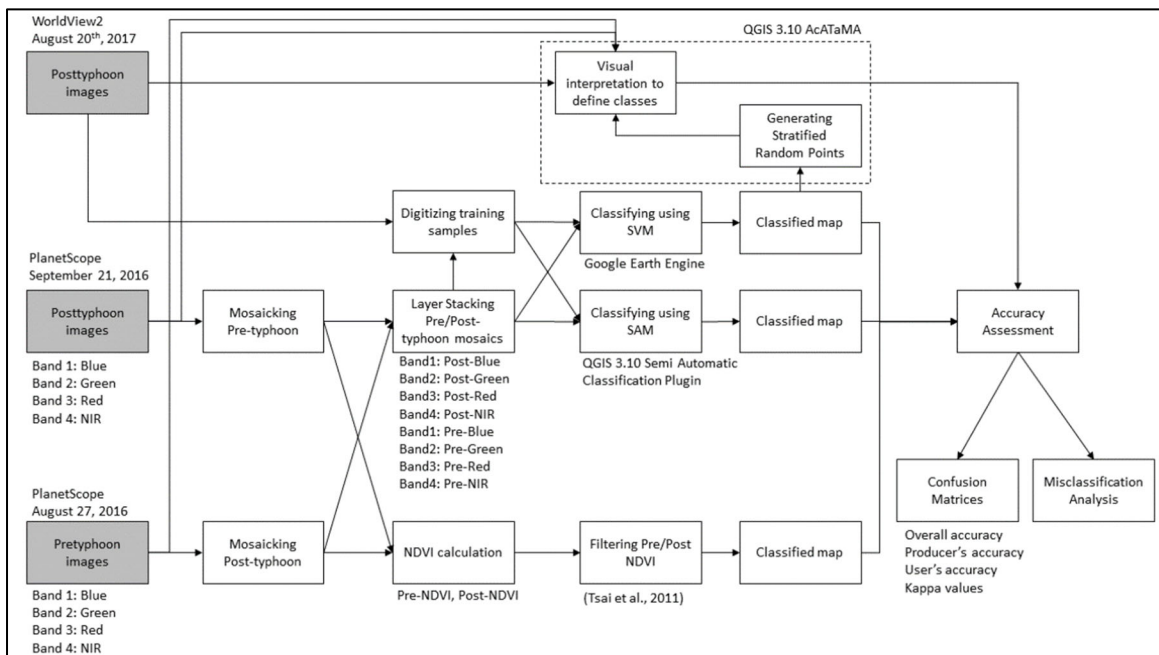 WorldView2
August 20th, 2017
Posttyphoon
images
QGIS 3.10 AcATaMA
Visual
interpretation to
define classes
Generating
Stratified
Random Points
Digitizing training
samples
Classifying using
SVM
Google Earth Engine
Classified map
PlanetScope
September 21, 2016
Posttyphoon
images
Band 1: Blue
Band 2: Green
Band 3: Red
Band 4: NIR
Mosaicking
Pre-typhoon
Layer Stacking
Pre/Post-
typhoon mosaics
Band1: Post-Blue
Band2: Post-Green
Band3: Post-Red
Band4: Post-NIR
Band1: Pre-Blue
Band2: Pre-Green
Band3: Pre-Red
Band4: Pre-NIR
Classifying using
SAM
QGIS 3.10 Semi Automatic
Classification Plugin
Classified map
Accuracy
Assessment
Confusion
Matrices
Overall accuracy
Producer's accuracy
User's accuracy
Kappa values
Misclassification
Analysis
PlanetScope
August 27, 2016
Pretyphoon
images
Band 1: Blue
Band 2: Green
Band 3: Red
Band 4: NIR
Mosaicking
Post-typhoon
NDVI calculation
Pre-NDVI, Post-NDVI
Filtering Pre/Post
NDVI
(Tsai et al., 2011)
Classified map